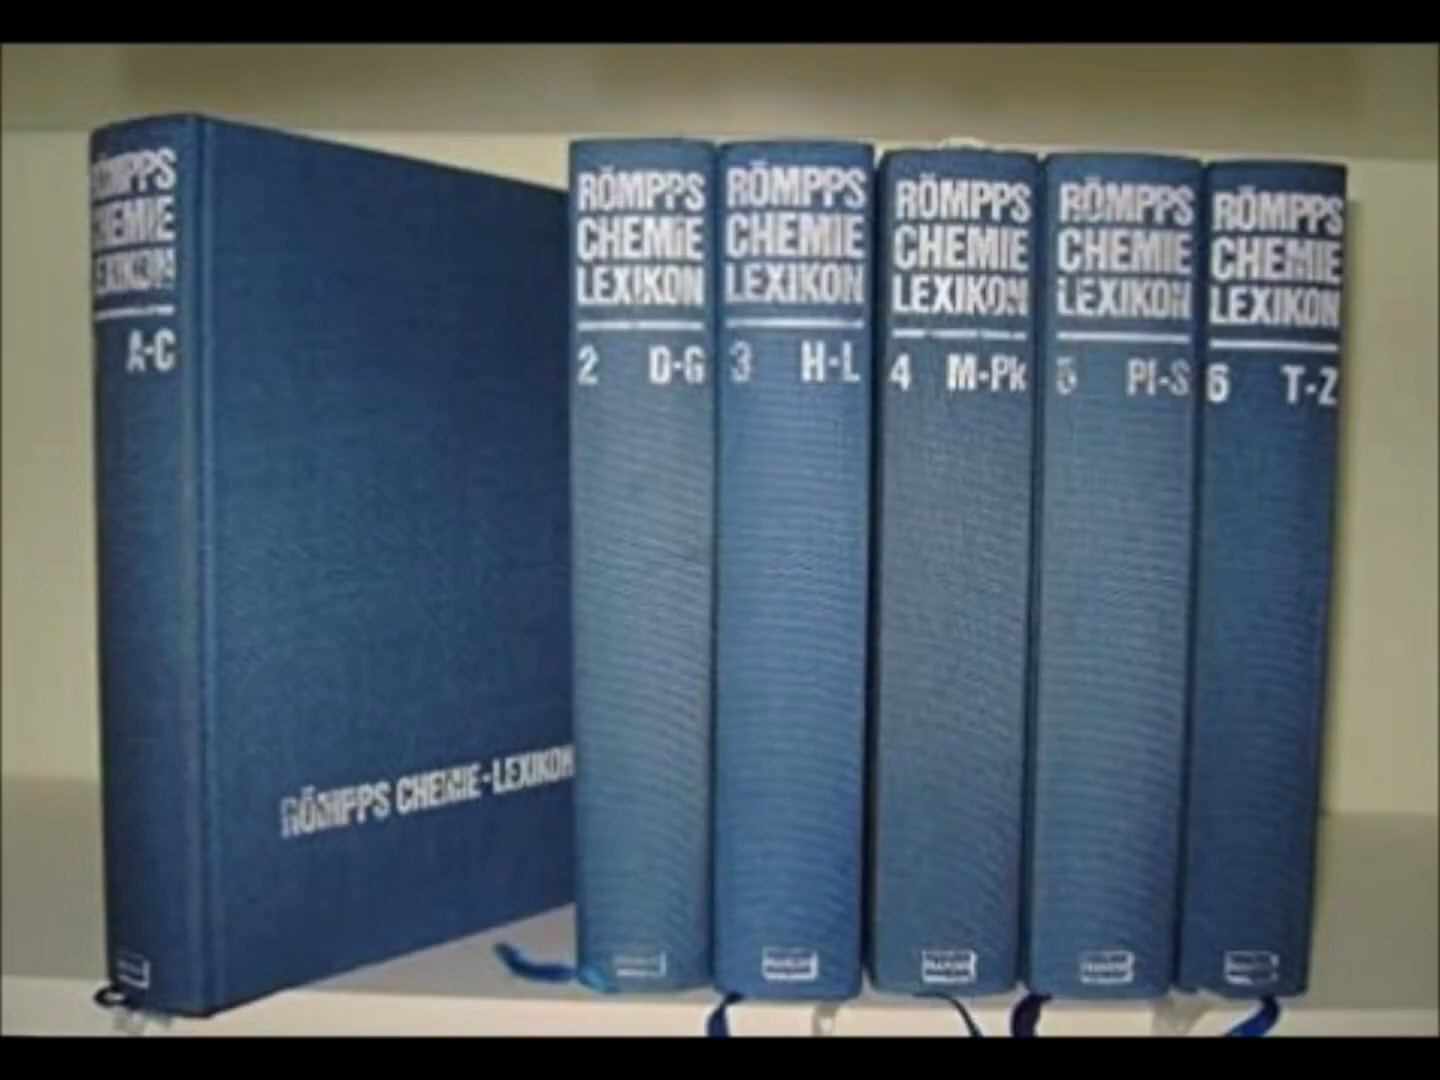 RÖMPPS
CHEMIE
LEXIKON
A-C
RÖMPPS CHEMIE-LEXIKON
RÖMPPS
CHEMIE
LEXIKON
2 D-G
RÖMPPS
CHEMIE
LEXIKON
3 H-L
RÖMPPS
CHEMIE
LEXIKON
4 M-Pk
RÖMPPS
CHEMIE
LEXIKON
5 Pl-S
RÖMPPS
CHEMIE
LEXIKON
6 T-Z